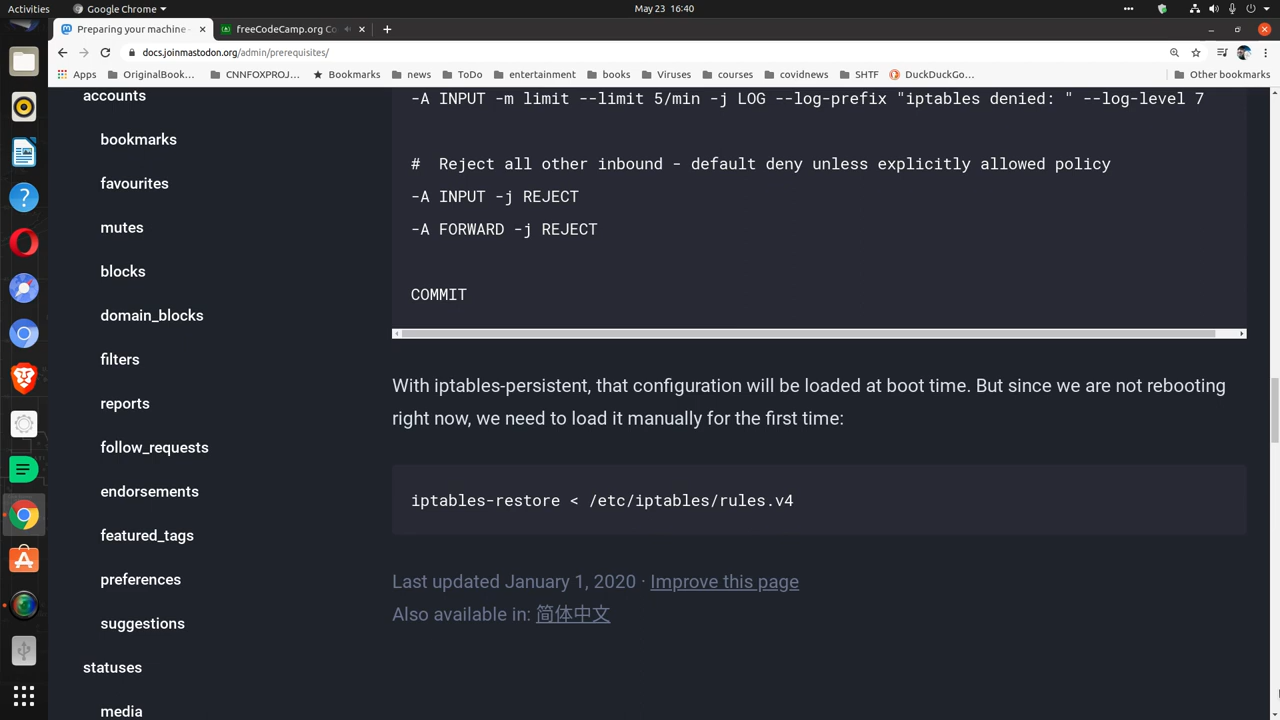 Activities
Google Chrome
May 23 16:40
Preparing your machine -
freeCodeCamp.org Co
docs.joinmastodon.org/admin/prerequisites/
Apps
OriginalBook...
CNNFOXPROJ...
Bookmarks
news
ToDo
entertainment
books
Viruses
courses
covidnews
SHTF
DuckDuckGo...
Other bookmarks
accounts
bookmarks
favourites
mutes
blocks
domain_blocks
filters
reports
follow_requests
endorsements
featured_tags
preferences
suggestions
statuses
media
-A INPUT -m limit --limit 5/min -j LOG --log-prefix "iptables denied: " --log-level 7
#  Reject all other inbound - default deny unless explicitly allowed policy
-A INPUT -j REJECT
-A FORWARD -j REJECT
COMMIT
With iptables-persistent, that configuration will be loaded at boot time. But since we are not rebooting
right now, we need to load it manually for the first time:
iptables-restore < /etc/iptables/rules.v4
Last updated January 1, 2020 · Improve this page
Also available in: 简体中文